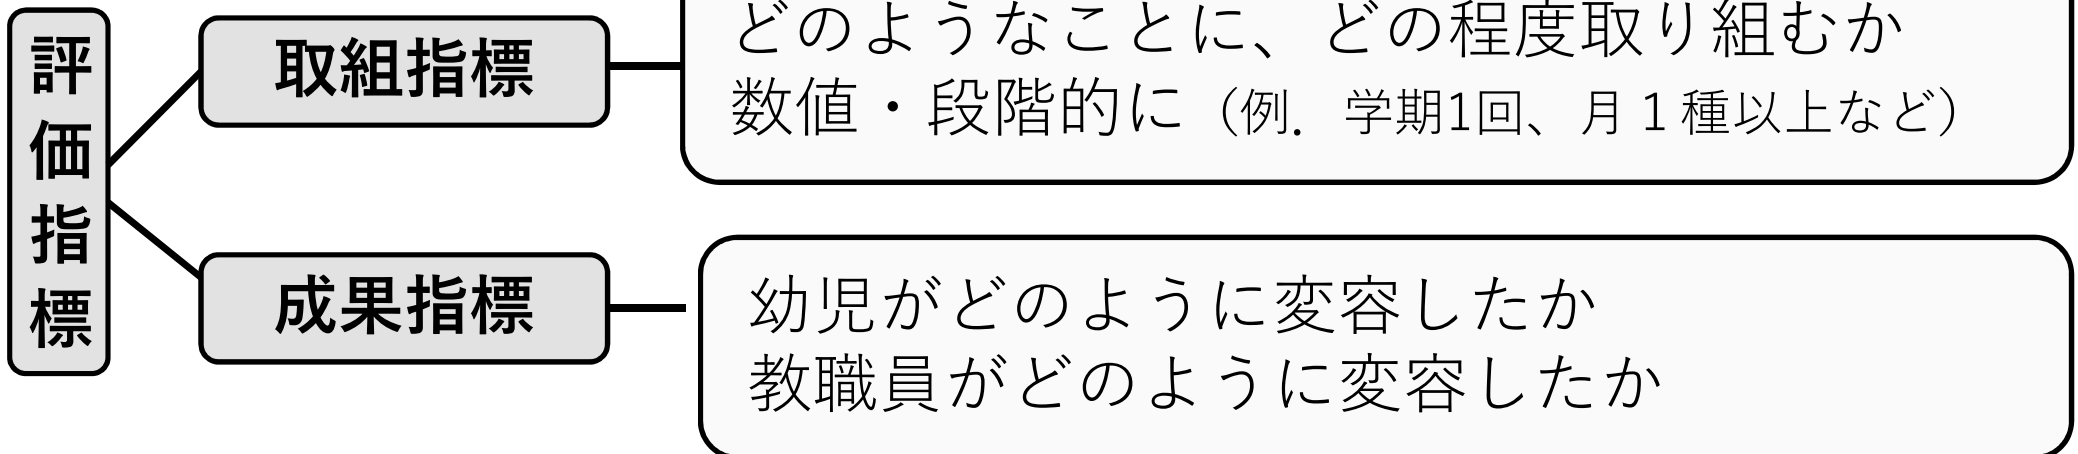 評価指標
取組指標
どのようなことに、どの程度取り組むか
数値・段階的に（例．学期1回、月１種以上など）
成果指標
幼児がどのように変容したか
教職員がどのように変容したか